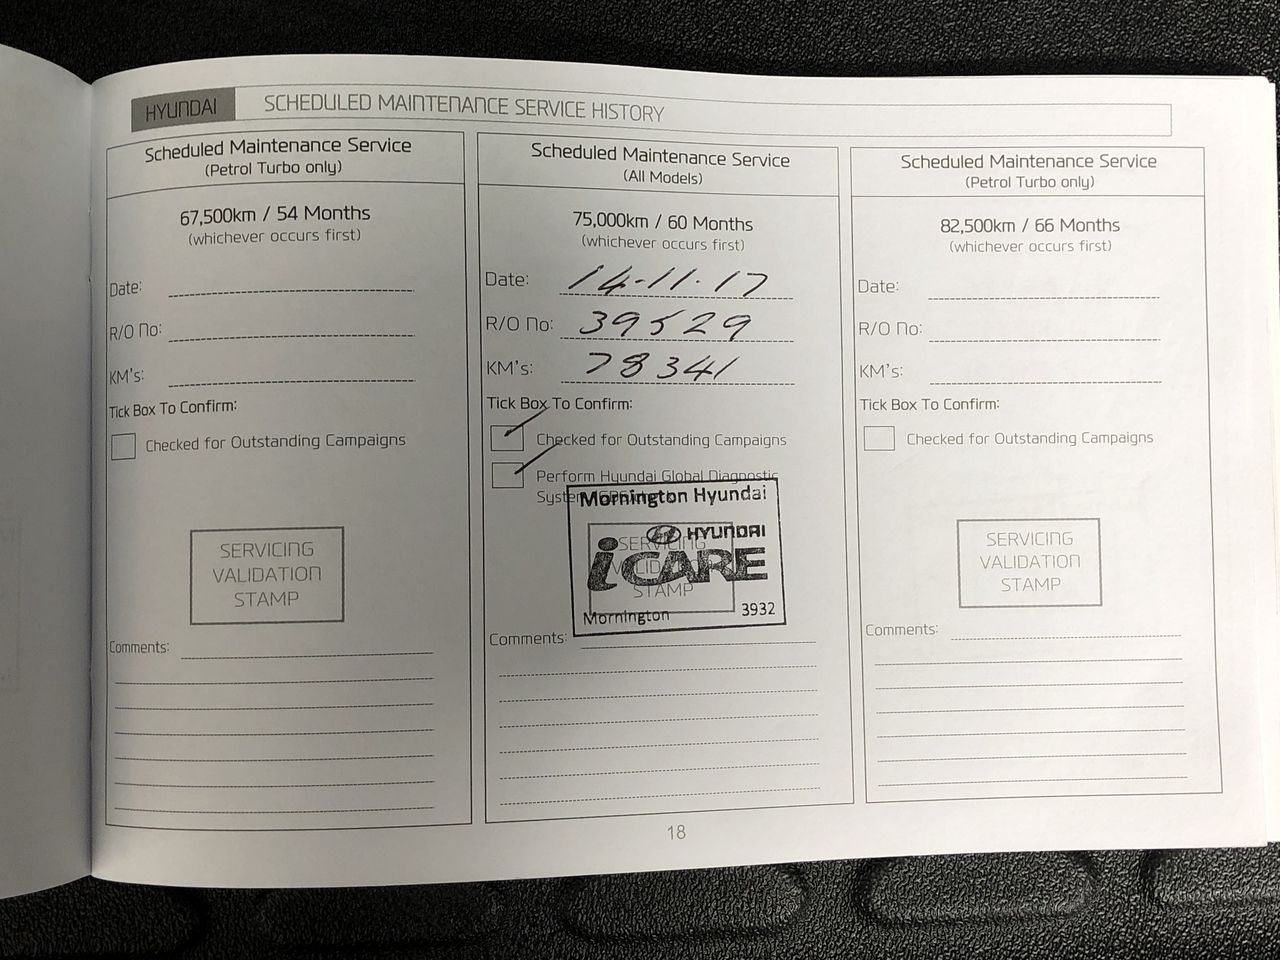 HYUNDAI SCHEDULED MAINTENANCE SERVICE HISTORY
Scheduled Maintenance Service
(Petrol Turbo only)
67,500km / 54 Months
(whichever occurs first)
Date:
R/O No:
KM's:
Tick Box To Confirm:
Checked for Outstanding Campaigns
SERVICING
VALIDATION
STAMP
Comments:
Scheduled Maintenance Service
(All Models)
75,000km / 60 Months
(whichever occurs first)
Date: 14-11-17
R/O No: 39529
KM's: 78341
Tick Box To Confirm:
Checked for Outstanding Campaigns
Perform Hyundai Global Diagnostic
System
Mornington Hyundai
HYUNDAI
iCARE
Mornington 3932
SERVICING
VALIDATION
STAMP
Comments:
Scheduled Maintenance Service
(Petrol Turbo only)
82,500km / 66 Months
(whichever occurs first)
Date:
R/O No:
KM's:
Tick Box To Confirm:
Checked for Outstanding Campaigns
SERVICING
VALIDATION
STAMP
Comments:
18